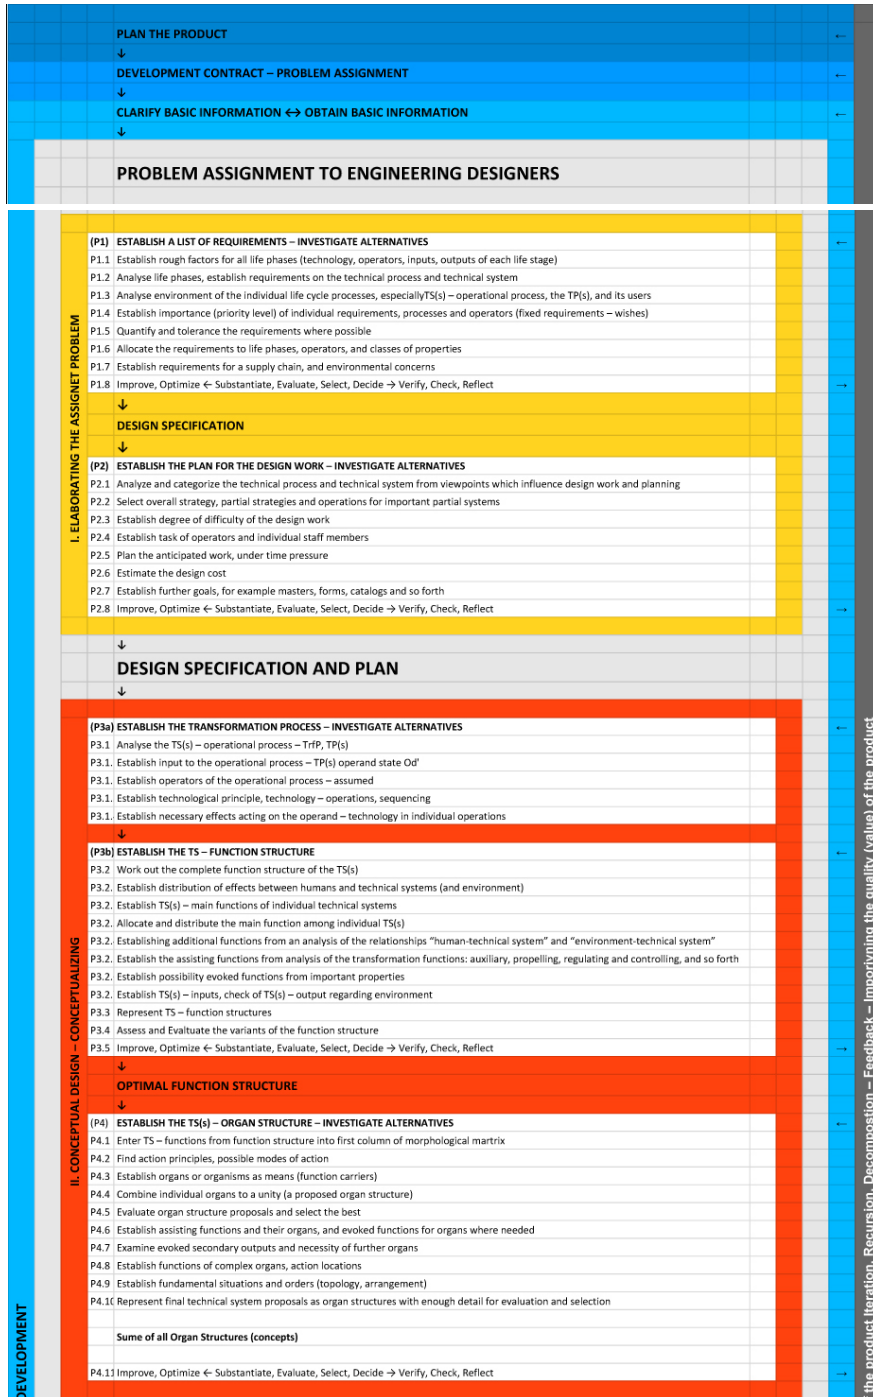 PLAN THE PRODUCT ←
↓
DEVELOPMENT CONTRACT – PROBLEM ASSIGNMENT ←
↓
CLARIFY BASIC INFORMATION ↔ OBTAIN BASIC INFORMATION ←
↓
PROBLEM ASSIGNMENT TO ENGINEERING DESIGNERS
I. ELABORATING THE ASSIGNET PROBLEM
(P1) ESTABLISH A LIST OF REQUIREMENTS – INVESTIGATE ALTERNATIVES ←
P1.1 Establish rough factors for all life phases (technology, operators, inputs, outputs of each life stage)
P1.2 Analyse life phases, establish requirements on the technical process and technical system
P1.3 Analyse environment of the individual life cycle processes, especiallyTS(s) – operational process, the TP(s), and its users
P1.4 Establish importance (priority level) of individual requirements, processes and operators (fixed requirements – wishes)
P1.5 Quantify and tolerance the requirements where possible
P1.6 Allocate the requirements to life phases, operators, and classes of properties
P1.7 Establish requirements for a supply chain, and environmental concerns
P1.8 Improve, Optimize ← Substantiate, Evaluate, Select, Decide → Verify, Check, Reflect →
↓
DESIGN SPECIFICATION
↓
(P2) ESTABLISH THE PLAN FOR THE DESIGN WORK – INVESTIGATE ALTERNATIVES
P2.1 Analyze and categorize the technical process and technical system from viewpoints which influence design work and planning
P2.2 Select overall strategy, partial strategies and operations for important partial systems
P2.3 Establish degree of difficulty of the design work
P2.4 Establish task of operators and individual staff members
P2.5 Plan the anticipated work, under time pressure
P2.6 Estimate the design cost
P2.7 Establish further goals, for example masters, forms, catalogs and so forth
P2.8 Improve, Optimize ← Substantiate, Evaluate, Select, Decide → Verify, Check, Reflect →
↓
DESIGN SPECIFICATION AND PLAN
↓
II. CONCEPTUAL DESIGN – CONCEPTUALIZING
(P3a) ESTABLISH THE TRANSFORMATION PROCESS – INVESTIGATE ALTERNATIVES ←
P3.1 Analyse the TS(s) – operational process – TrfP, TP(s)
P3.1. Establish input to the operational process – TP(s) operand state Od'
P3.1. Establish operators of the operational process – assumed
P3.1. Establish technological principle, technology – operations, sequencing
P3.1. Establish necessary effects acting on the operand – technology in individual operations
↓
(P3b) ESTABLISH THE TS – FUNCTION STRUCTURE ←
P3.2 Work out the complete function structure of the TS(s)
P3.2. Establish distribution of effects between humans and technical systems (and environment)
P3.2. Establish TS(s) – main functions of individual technical systems
P3.2. Allocate and distribute the main function among individual TS(s)
P3.2. Establishing additional functions from an analysis of the relationships "human-technical system" and "environment-technical system"
P3.2. Establish the assisting functions from analysis of the transformation functions: auxiliary, propelling, regulating and controlling, and so forth
P3.2. Establish possibility evoked functions from important properties
P3.2. Establish TS(s) – inputs, check of TS(s) – output regarding environment
P3.3 Represent TS – function structures
P3.4 Assess and Evaltuate the variants of the function structure
P3.5 Improve, Optimize ← Substantiate, Evaluate, Select, Decide → Verify, Check, Reflect →
↓
OPTIMAL FUNCTION STRUCTURE
↓
(P4) ESTABLISH THE TS(s) – ORGAN STRUCTURE – INVESTIGATE ALTERNATIVES ←
P4.1 Enter TS – functions from function structure into first column of morphological martrix
P4.2 Find action principles, possible modes of action
P4.3 Establish organs or organisms as means (function carriers)
P4.4 Combine individual organs to a unity (a proposed organ structure)
P4.5 Evaluate organ structure proposals and select the best
P4.6 Establish assisting functions and their organs, and evoked functions for organs where needed
P4.7 Examine evoked secondary outputs and necessity of further organs
P4.8 Establish functions of complex organs, action locations
P4.9 Establish fundamental situations and orders (topology, arrangement)
P4.10 Represent final technical system proposals as organ structures with enough detail for evaluation and selection
Sume of all Organ Structures (concepts)
P4.11 Improve, Optimize ← Substantiate, Evaluate, Select, Decide → Verify, Check, Reflect →
DEVELOPMENT
the product Iteration, Recursion, Decompostion – Feedback – Imporivning the quality (value) of the product